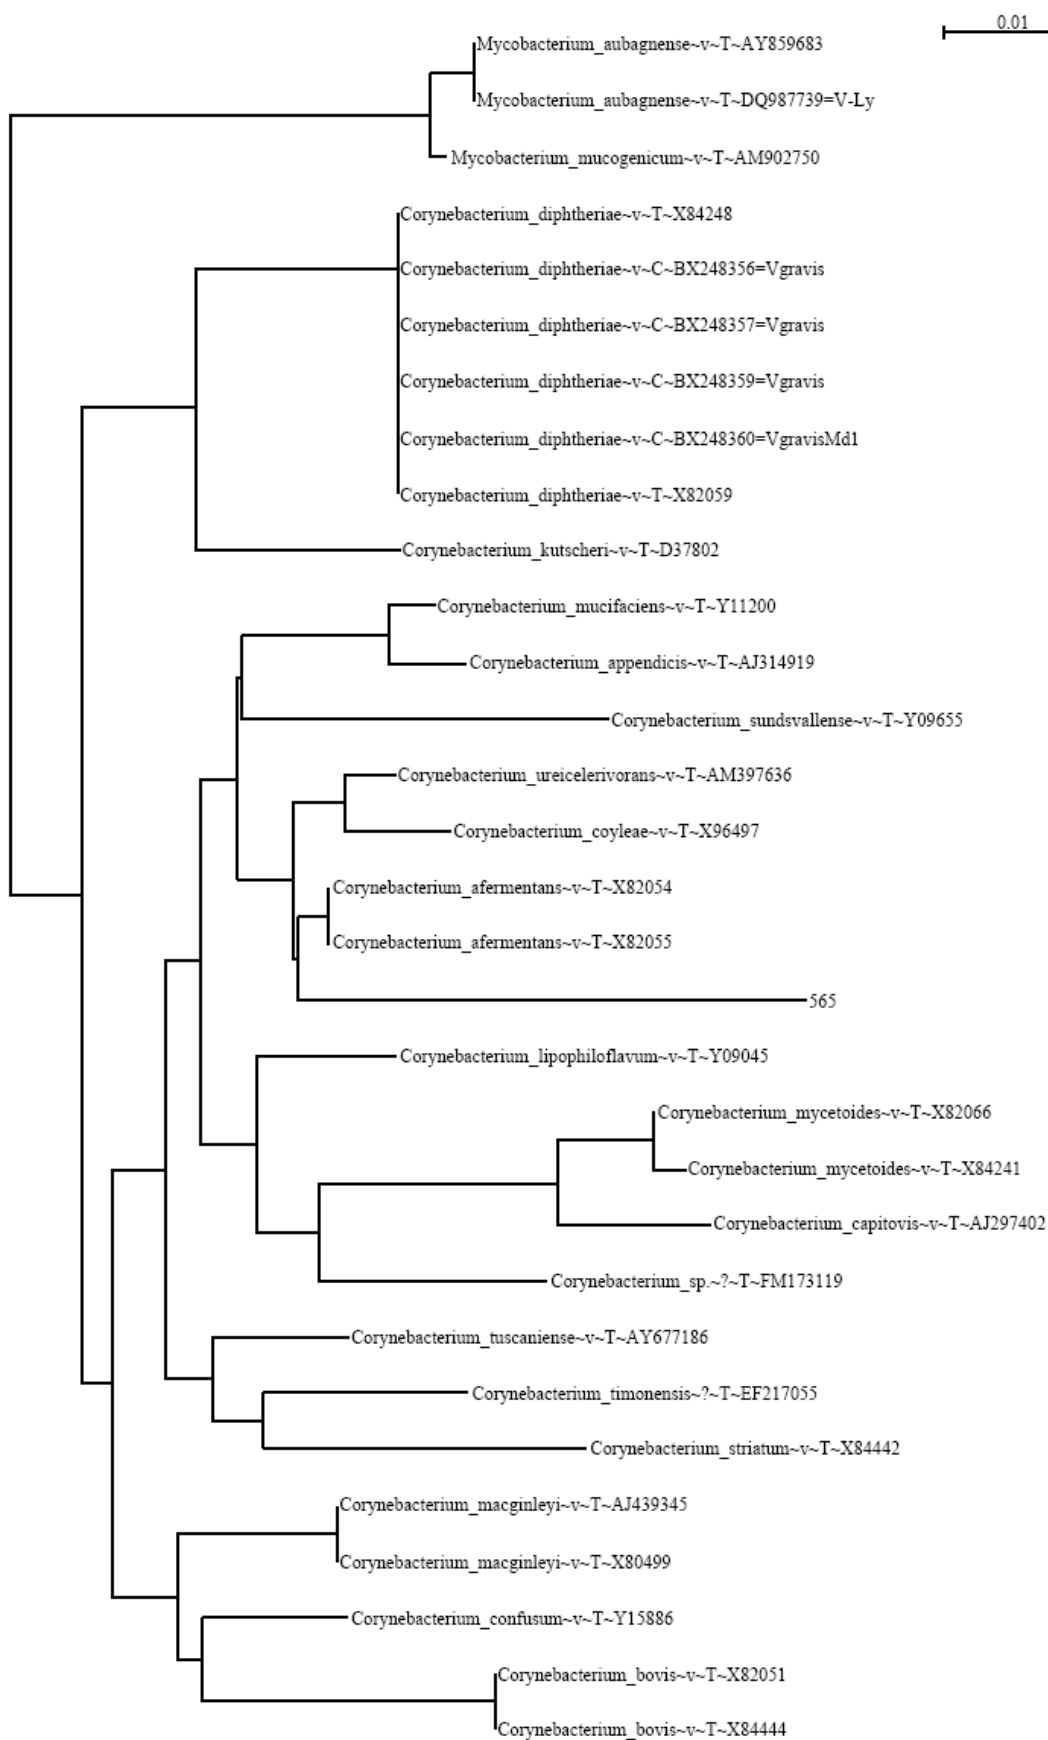 0.01
Mycobacterium_aubagnense~v~T~AY859683
Mycobacterium_aubagnense~v~T~DQ987739=V-Ly
Mycobacterium_mucogenicum~v~T~AM902750
Corynebacterium_diphtheriae~v~T~X84248
Corynebacterium_diphtheriae~v~C~BX248356=Vgravis
Corynebacterium_diphtheriae~v~C~BX248357=Vgravis
Corynebacterium_diphtheriae~v~C~BX248359=Vgravis
Corynebacterium_diphtheriae~v~C~BX248360=VgravisMd1
Corynebacterium_diphtheriae~v~T~X82059
Corynebacterium_kutscheri~v~T~D37802
Corynebacterium_mucifaciens~v~T~Y11200
Corynebacterium_appendicis~v~T~AJ314919
Corynebacterium_sundsvallense~v~T~Y09655
Corynebacterium_ureicelerivorans~v~T~AM397636
Corynebacterium_coyleae~v~T~X96497
Corynebacterium_afermentans~v~T~X82054
Corynebacterium_afermentans~v~T~X82055
565
Corynebacterium_lipophiloflavum~v~T~Y09045
Corynebacterium_mycetoides~v~T~X82066
Corynebacterium_mycetoides~v~T~X84241
Corynebacterium_capitovis~v~T~AJ297402
Corynebacterium_sp.~?~T~FM173119
Corynebacterium_tuscaniense~v~T~AY677186
Corynebacterium_timonensis~?~T~EF217055
Corynebacterium_striatum~v~T~X84442
Corynebacterium_macginleyi~v~T~AJ439345
Corynebacterium_macginleyi~v~T~X80499
Corynebacterium_confusum~v~T~Y15886
Corynebacterium_bovis~v~T~X82051
Corynebacterium_bovis~v~T~X84444